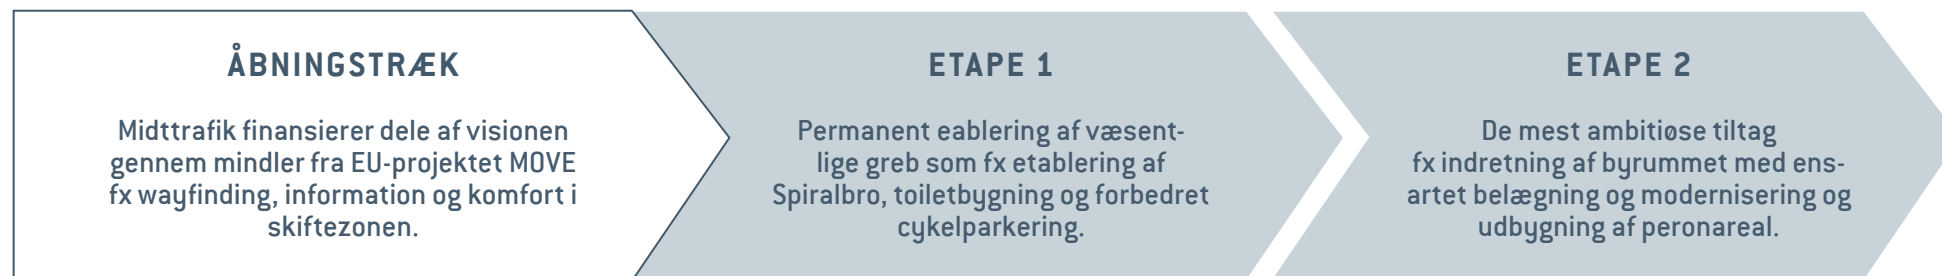 ÅBNINGSTRÆK
Midttrafik finansierer dele af visionen
gennem mindler fra EU-projektet MOVE
fx wayfinding, information og komfort i
skiftezonen.
ETAPE 1
Permanent eablering af væsent-
lige greb som fx etablering af
Spiralbro, toiletbygning og forbedret
cykelparkering.
ETAPE 2
De mest ambitiøse tiltag
fx indretning af byrummet med ens-
artet belægning og modernisering og
udbygning af peronareal.